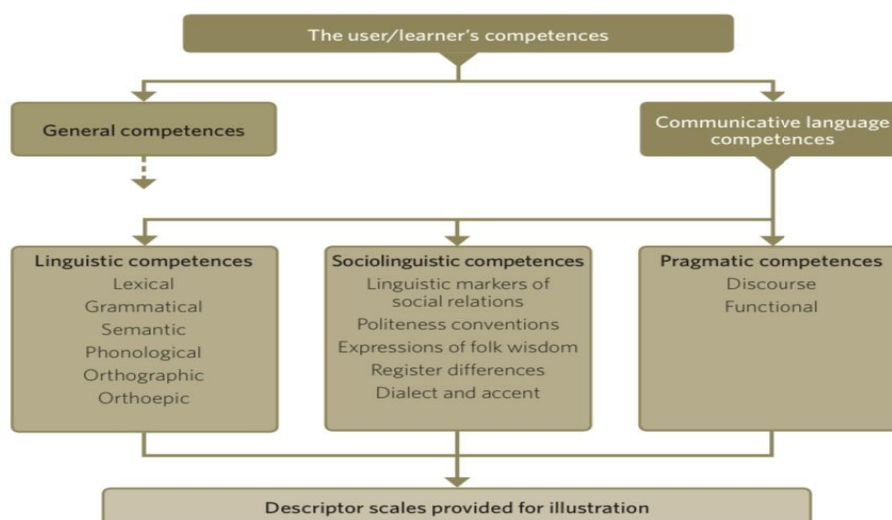 The user/learner's competences
General competences
Communicative language
competences
Linguistic competences
Lexical
Grammatical
Semantic
Phonological
Orthographic
Orthoepic
Sociolinguistic competences
Linguistic markers of
social relations
Politeness conventions
Expressions of folk wisdom
Register differences
Dialect and accent
Pragmatic competences
Discourse
Functional
Descriptor scales provided for illustration